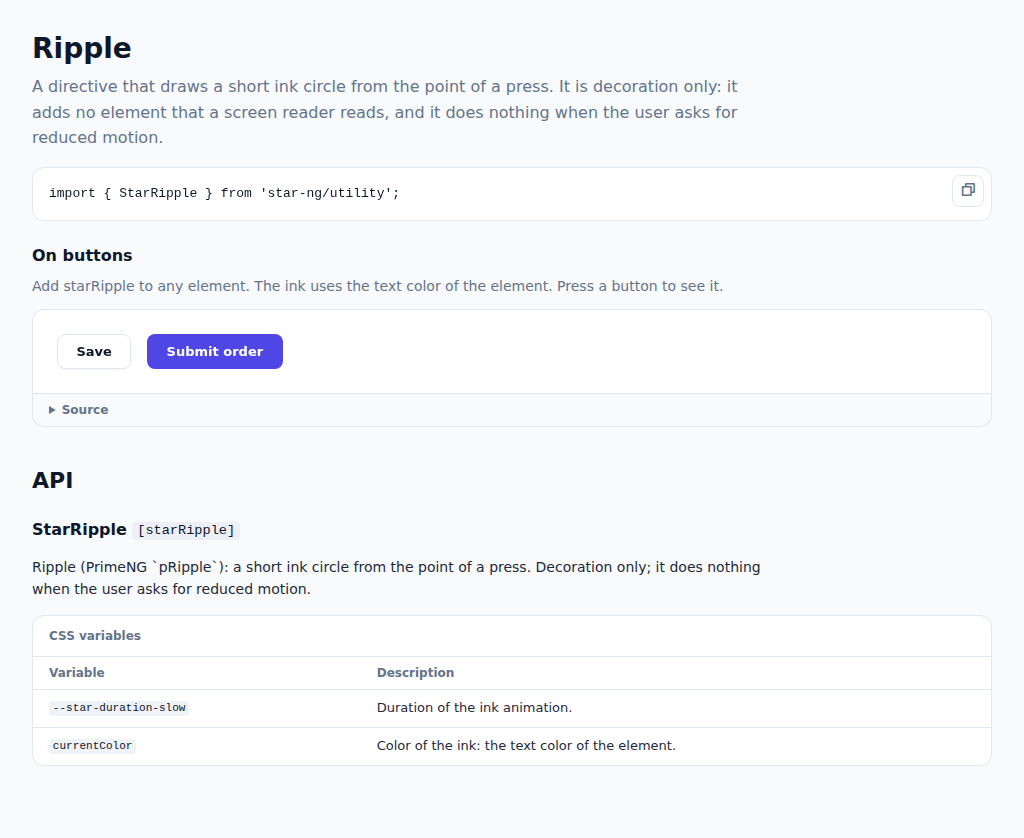 Ripple
A directive that draws a short ink circle from the point of a press. It is decoration only: it
adds no element that a screen reader reads, and it does nothing when the user asks for
reduced motion.
import { StarRipple } from 'star-ng/utility';
On buttons
Add starRipple to any element. The ink uses the text color of the element. Press a button to see it.
Save Submit order
Source
API
StarRipple [starRipple]
Ripple (PrimeNG `pRipple`): a short ink circle from the point of a press. Decoration only; it does nothing
when the user asks for reduced motion.
CSS variables
Variable Description
--star-duration-slow Duration of the ink animation.
currentColor Color of the ink: the text color of the element.